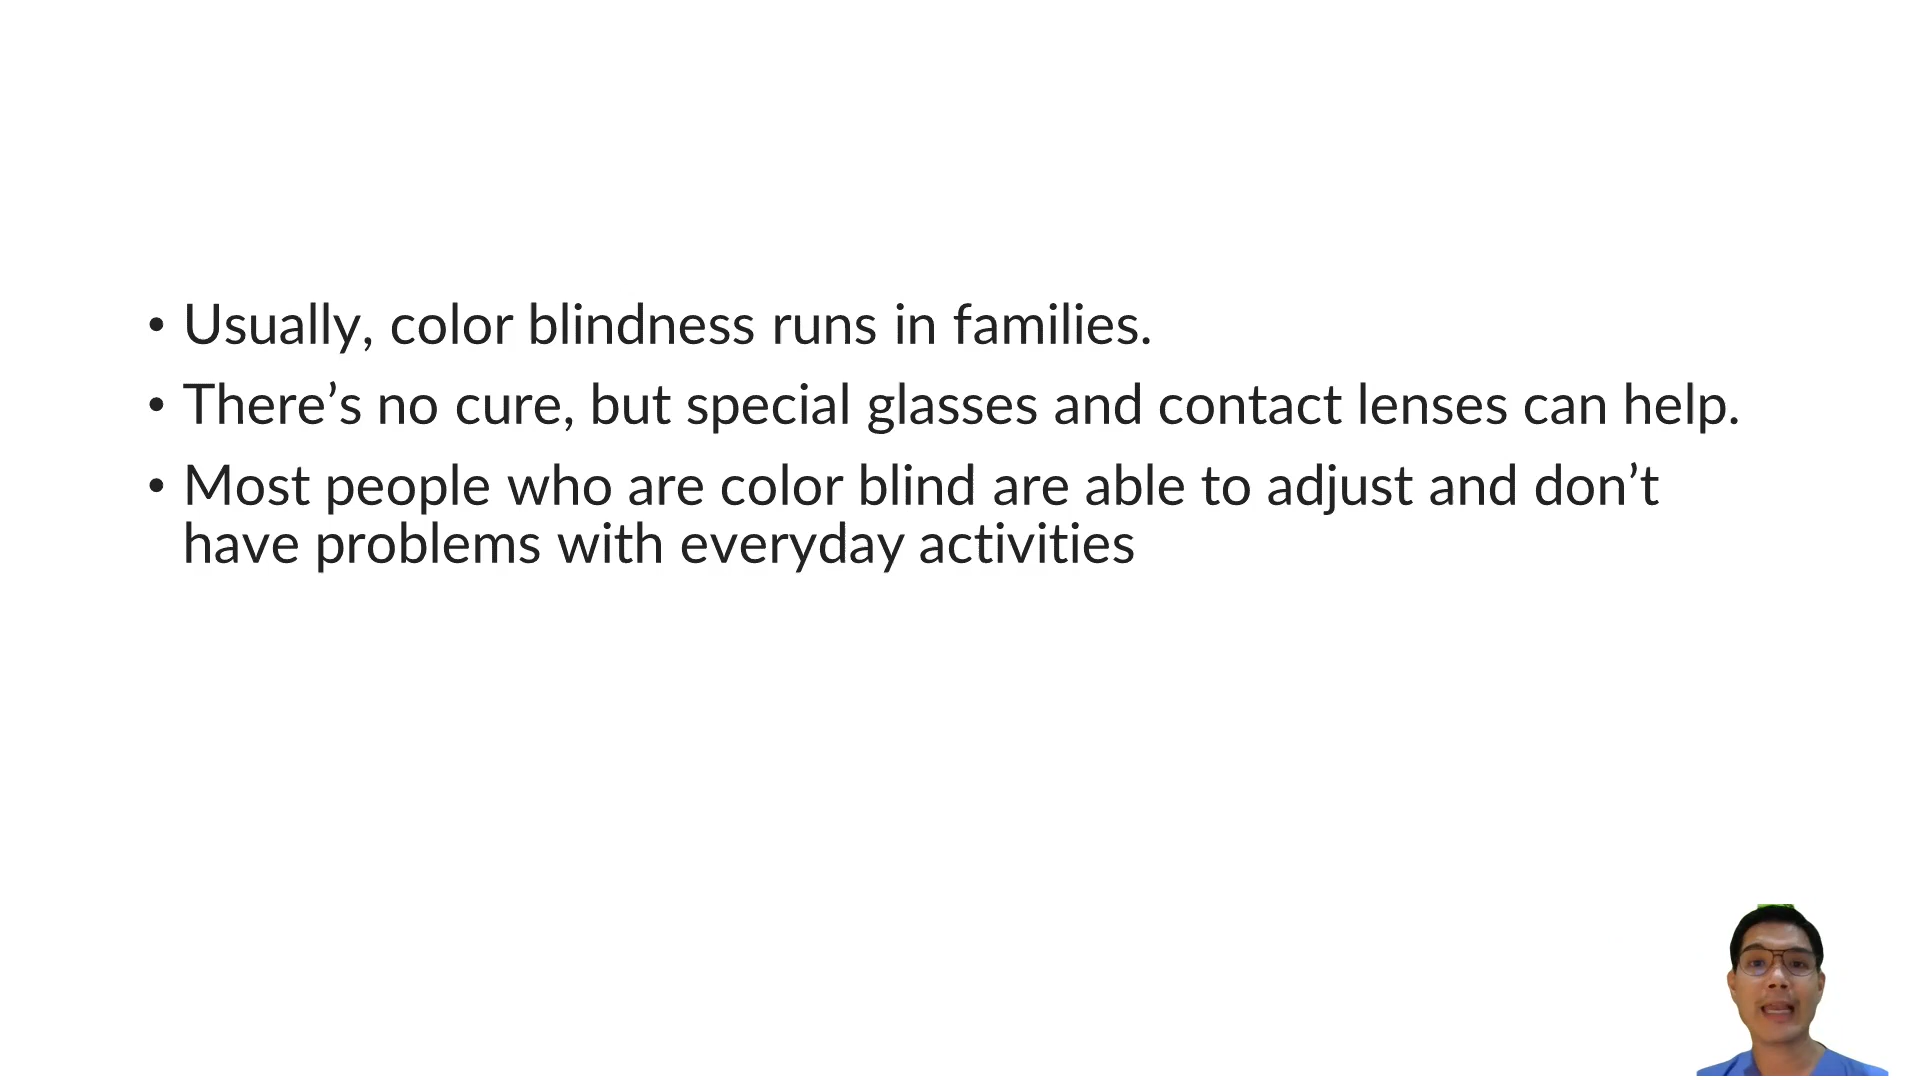 • Usually, color blindness runs in families.
• There’s no cure, but special glasses and contact lenses can help.
• Most people who are color blind are able to adjust and don’t
have problems with everyday activities